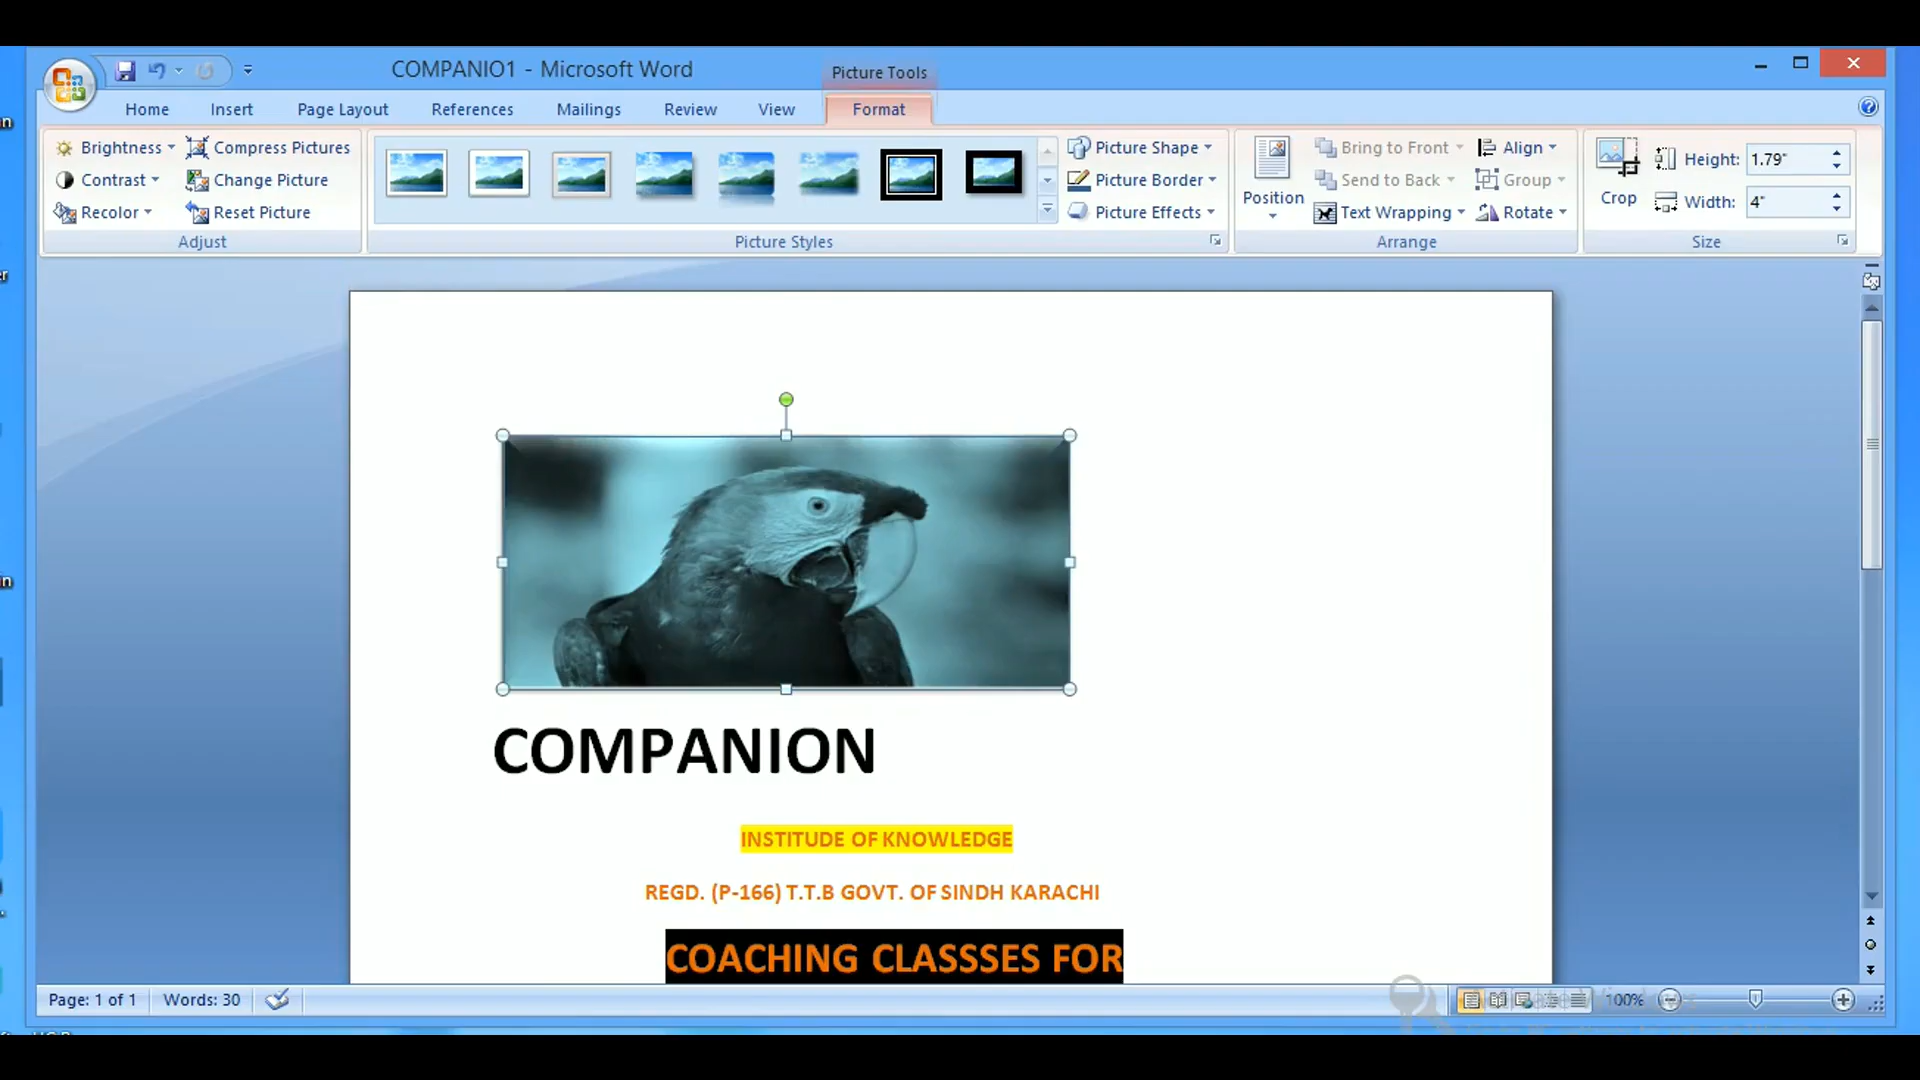 COMPANIO1 - Microsoft Word
Picture Tools
Home Insert Page Layout References Mailings Review View Format
Brightness Compress Pictures
Contrast Change Picture
Recolor Reset Picture
Adjust
Picture Styles
Picture Shape
Picture Border
Picture Effects
Position
Bring to Front Align
Send to Back Group
Text Wrapping Rotate
Arrange
Crop
Height: 1.79"
Width: 4"
Size
COMPANION
INSTITUDE OF KNOWLEDGE
REGD. (P-166) T.T.B GOVT. OF SINDH KARACHI
COACHING CLASSSES FOR
Page: 1 of 1 Words: 30
100%